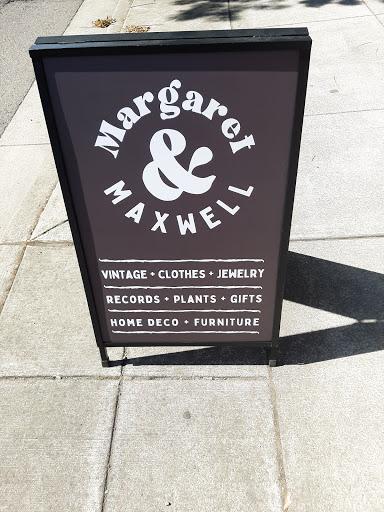 Margaret
&
MAXWELL
VINTAGE + CLOTHES + JEWELRY
RECORDS + PLANTS + GIFTS
HOME DECO + FURNITURE